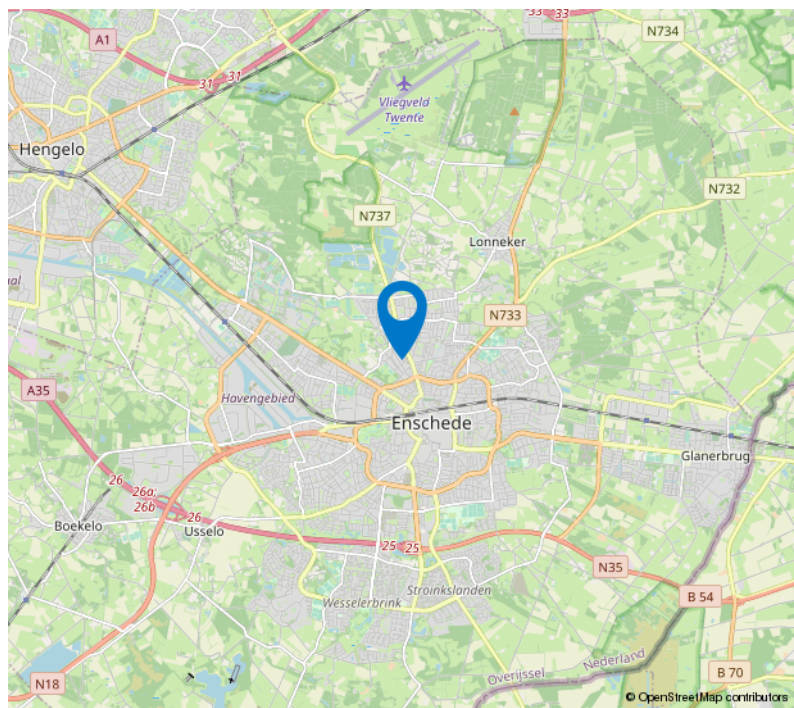 33
33
N734
A1
31
31
Vliegveld
Twente
Hengelo
N732
N737
Lonneker
N733
A35
Havengebied
Enschede
Glanerbrug
26
26a;
26b
26
Boekelo
Usselo
25
25
N35
Stroinkslanden
Wesselerbrink
B 54
Nederland
Overijssel
B 70
N18
© OpenStreetMap contributors